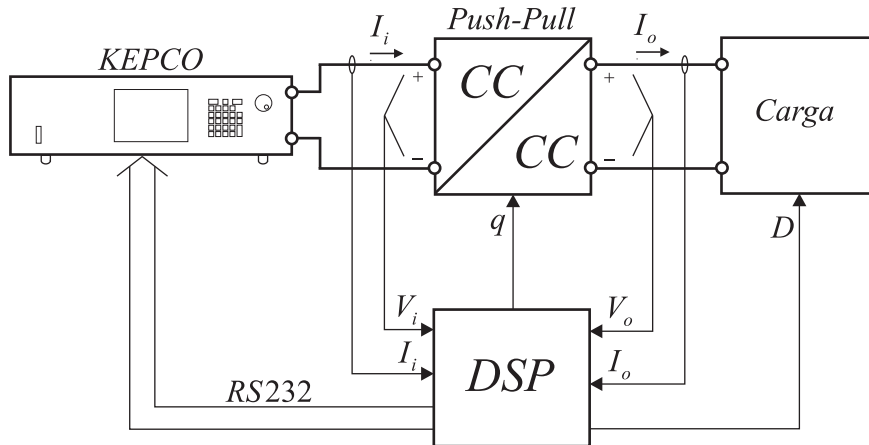 Push-Pull
I_i
I_o
KEPCO
+
CC
+
Carga
−
CC
−
q
D
V_i
V_o
I_i
I_o
DSP
RS232